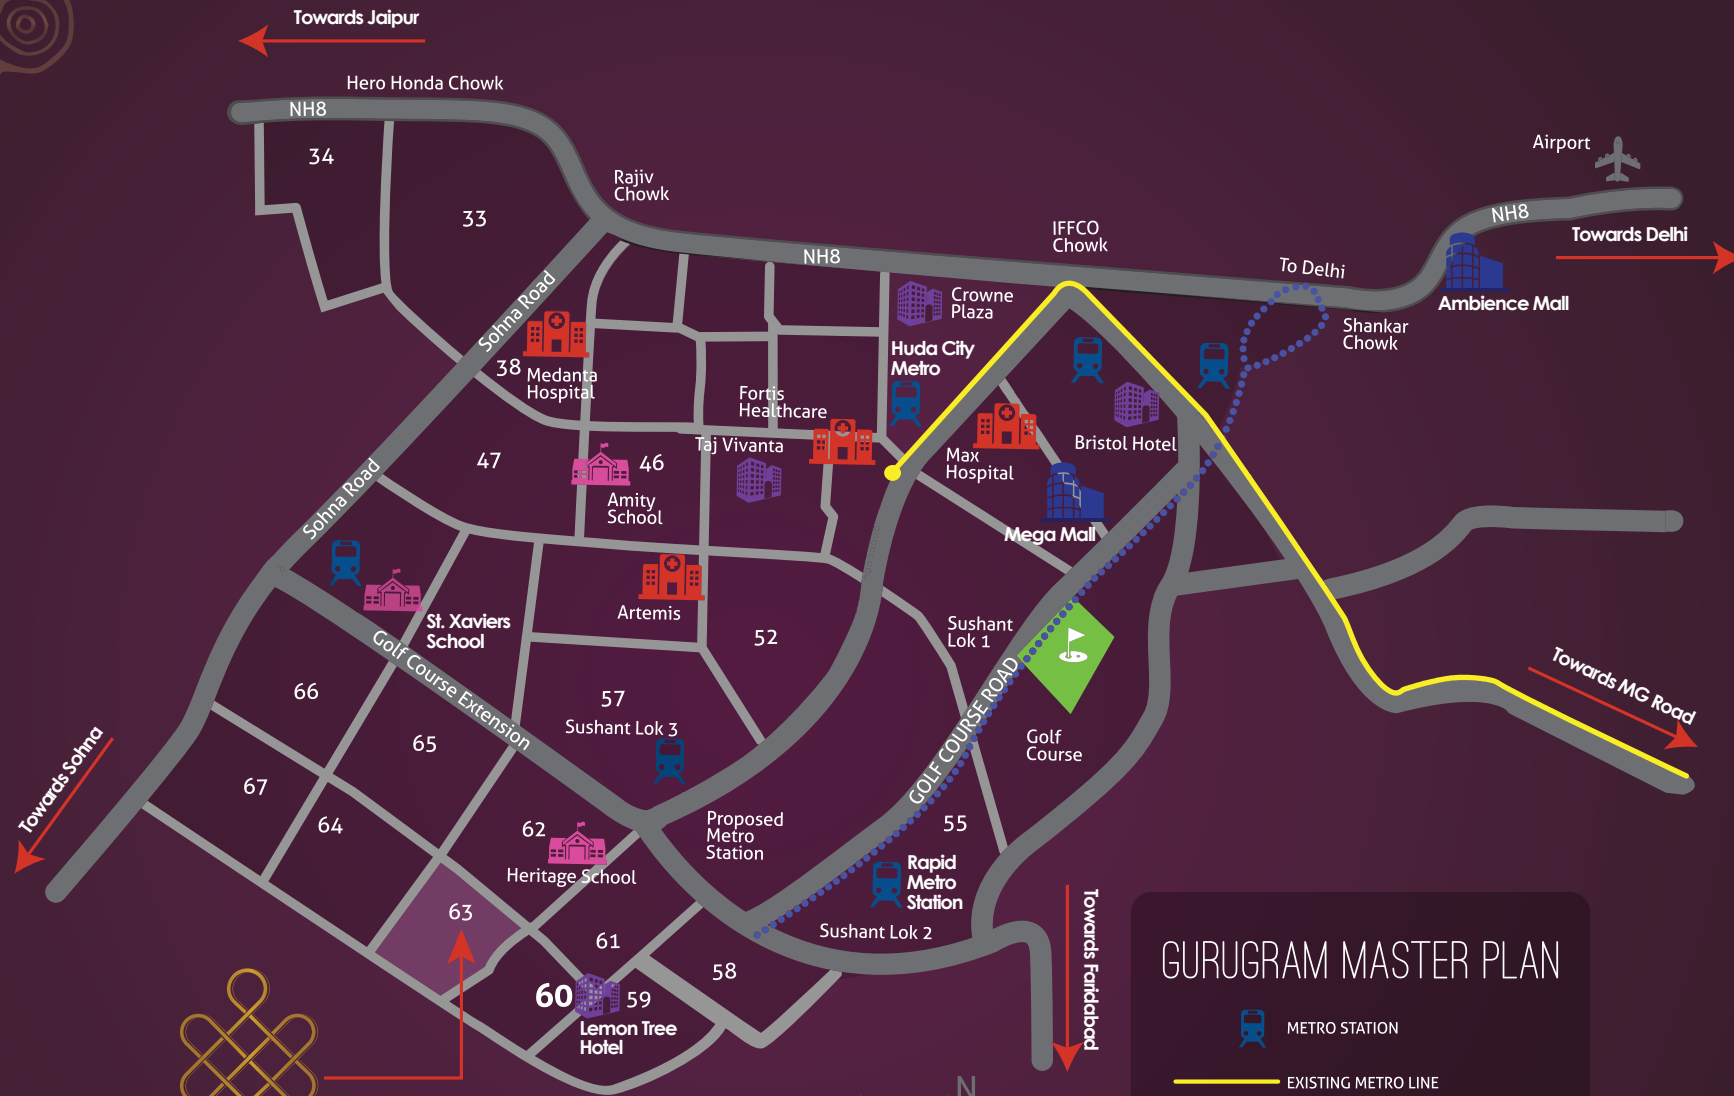 Towards Jaipur
Hero Honda Chowk
NH8
34
33
Rajiv
Chowk
Airport
NH8
Towards Delhi
IFFCO
Chowk
NH8
To Delhi
Ambience Mall
Shankar
Chowk
Sohna Road
Crowne
Plaza
Huda City
Metro
38
Medanta
Hospital
Fortis
Healthcare
Taj Vivanta
Max
Hospital
Bristol Hotel
47
46
Amity
School
Sohna Road
Mega Mall
Artemis
St. Xaviers
School
52
Sushant
Lok 1
Golf Course Extension
GOLF COURSE ROAD
66
57
Sushant Lok 3
65
Golf
Course
Towards MG Road
Towards Sohna
67
64
62
Heritage School
Proposed
Metro
Station
55
Rapid
Metro
Station
63
Sushant Lok 2
61
58
60
59
Lemon Tree
Hotel
Towards Faridabad
GURUGRAM MASTER PLAN
METRO STATION
EXISTING METRO LINE
N